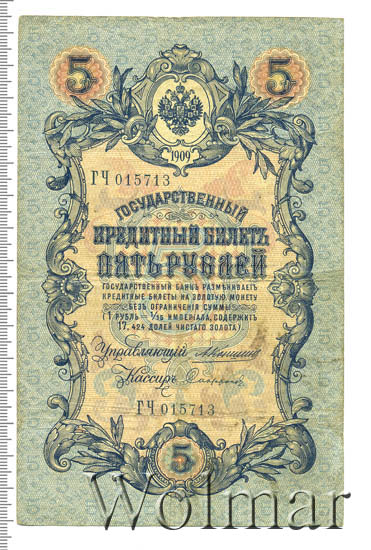 5 5
1909
ГЧ 015713
ГОСУДАРСТВЕННЫЙ
КРЕДИТНЫЙ БИЛЕТЪ
ПЯТЬ РУБЛЕЙ
ГОСУДАРСТВЕННЫЙ БАНКЪ РАЗМѢНИВАЕТЪ
КРЕДИТНЫЕ БИЛЕТЫ НА ЗОЛОТУЮ МОНЕТУ
БЕЗЪ ОГРАНИЧЕНІЯ СУММЫ
(1 РУБЛЬ = 1/15 ИМПЕРІАЛА, СОДЕРЖИТЪ
17,424 ДОЛЕЙ ЧИСТАГО ЗОЛОТА).
Управляющій
Кассиръ
ГЧ 015713
5
Wolmar